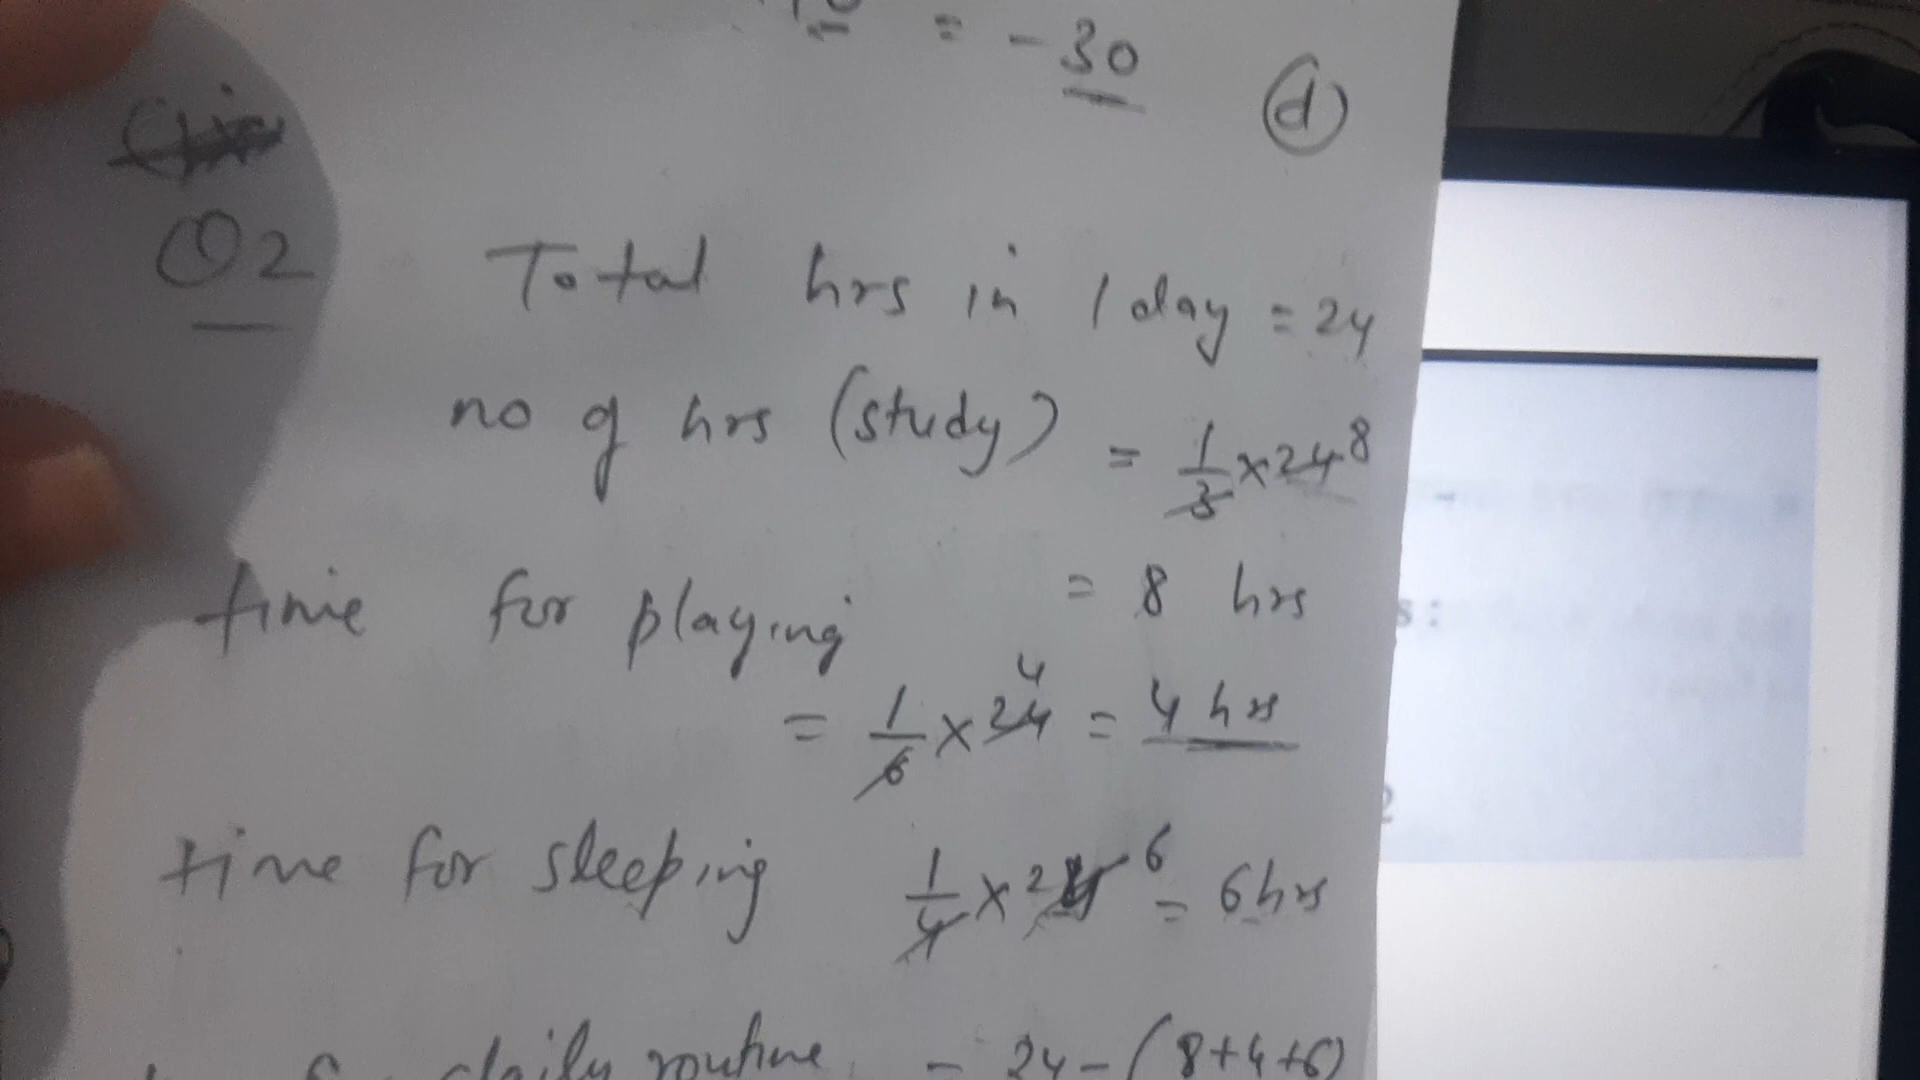 = - 30
(d)
Q2
Total hrs in 1 day = 24
no of hrs (study) = 1/3 x 24 8
= 8 hrs
time for playing
= 1/6 x 24 4 = 4 hrs
time for sleeping 1/4 x 24 6 = 6 hrs
daily routine = 24 - (8+4+6)